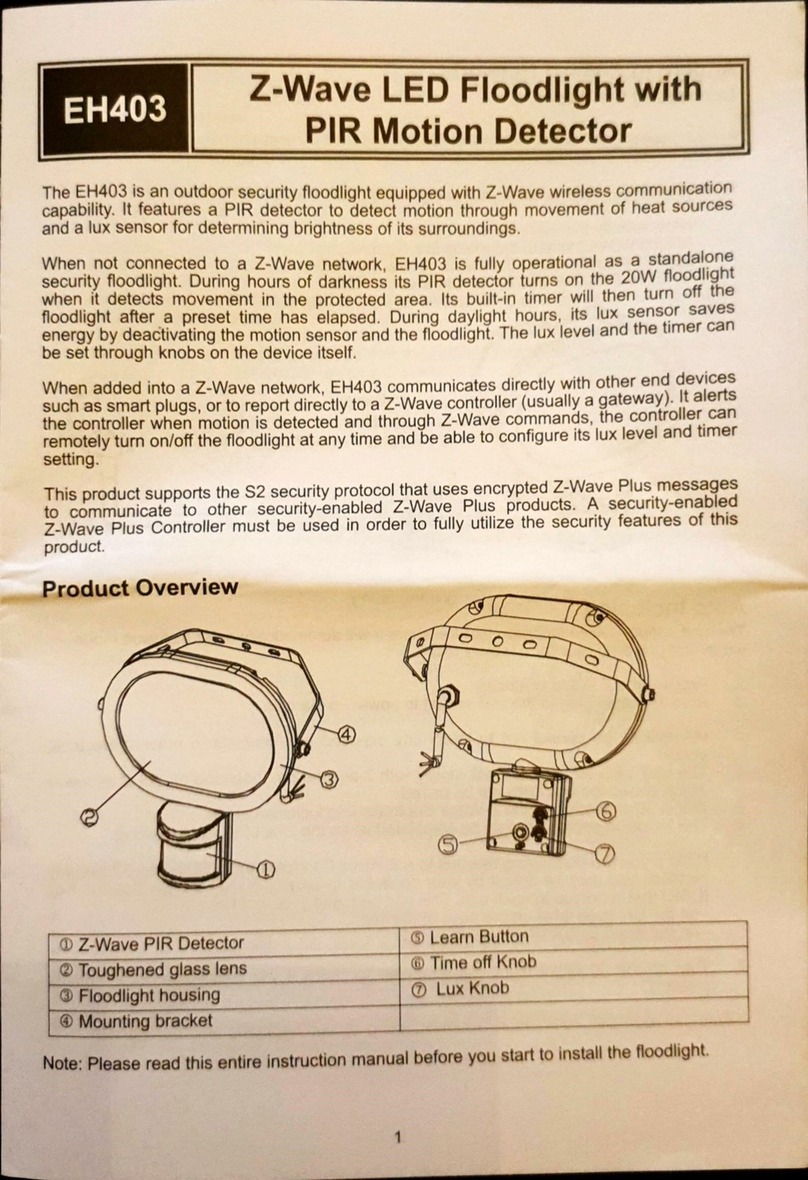 EH403
Z-Wave LED Floodlight with
PIR Motion Detector
The EH403 is an outdoor security floodlight equipped with Z-Wave wireless communication
capability. It features a PIR detector to detect motion through movement of heat sources
and a lux sensor for determining brightness of its surroundings.
When not connected to a Z-Wave network, EH403 is fully operational as a standalone
security floodlight. During hours of darkness its PIR detector turns on the 20W floodlight
when it detects movement in the protected area. Its built-in timer will then turn off the
floodlight after a preset time has elapsed. During daylight hours, its lux sensor saves
energy by deactivating the motion sensor and the floodlight. The lux level and the timer can
be set through knobs on the device itself.
When added into a Z-Wave network, EH403 communicates directly with other end devices
such as smart plugs, or to report directly to a Z-Wave controller (usually a gateway). It alerts
the controller when motion is detected and through Z-Wave commands, the controller can
remotely turn on/off the floodlight at any time and be able to configure its lux level and timer
setting.
This product supports the S2 security protocol that uses encrypted Z-Wave Plus messages
to communicate to other security-enabled Z-Wave Plus products. A security-enabled
Z-Wave Plus Controller must be used in order to fully utilize the security features of this
product.
Product Overview
④
③
②
①
⑥
⑤
⑦
① Z-Wave PIR Detector
② Toughened glass lens
③ Floodlight housing
④ Mounting bracket
⑤ Learn Button
⑥ Time off Knob
⑦ Lux Knob
Note: Please read this entire instruction manual before you start to install the floodlight.
1